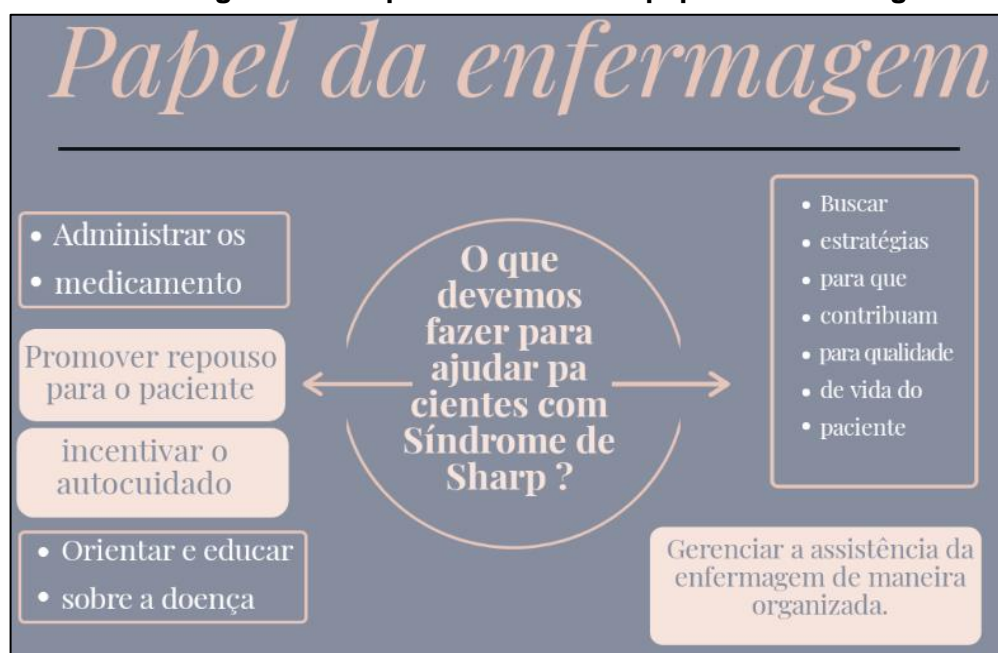 Papel da enfermagem
• Administrar os
• medicamento
Promover repouso
para o paciente
incentivar o
autocuidado
• Orientar e educar
• sobre a doença
O que
devemos
fazer para
ajudar pa
cientes com
Síndrome de
Sharp ?
• Buscar
• estratégias
• para que
• contribuam
• para qualidade
• de vida do
• paciente
Gerenciar a assistência da
enfermagem de maneira
organizada.